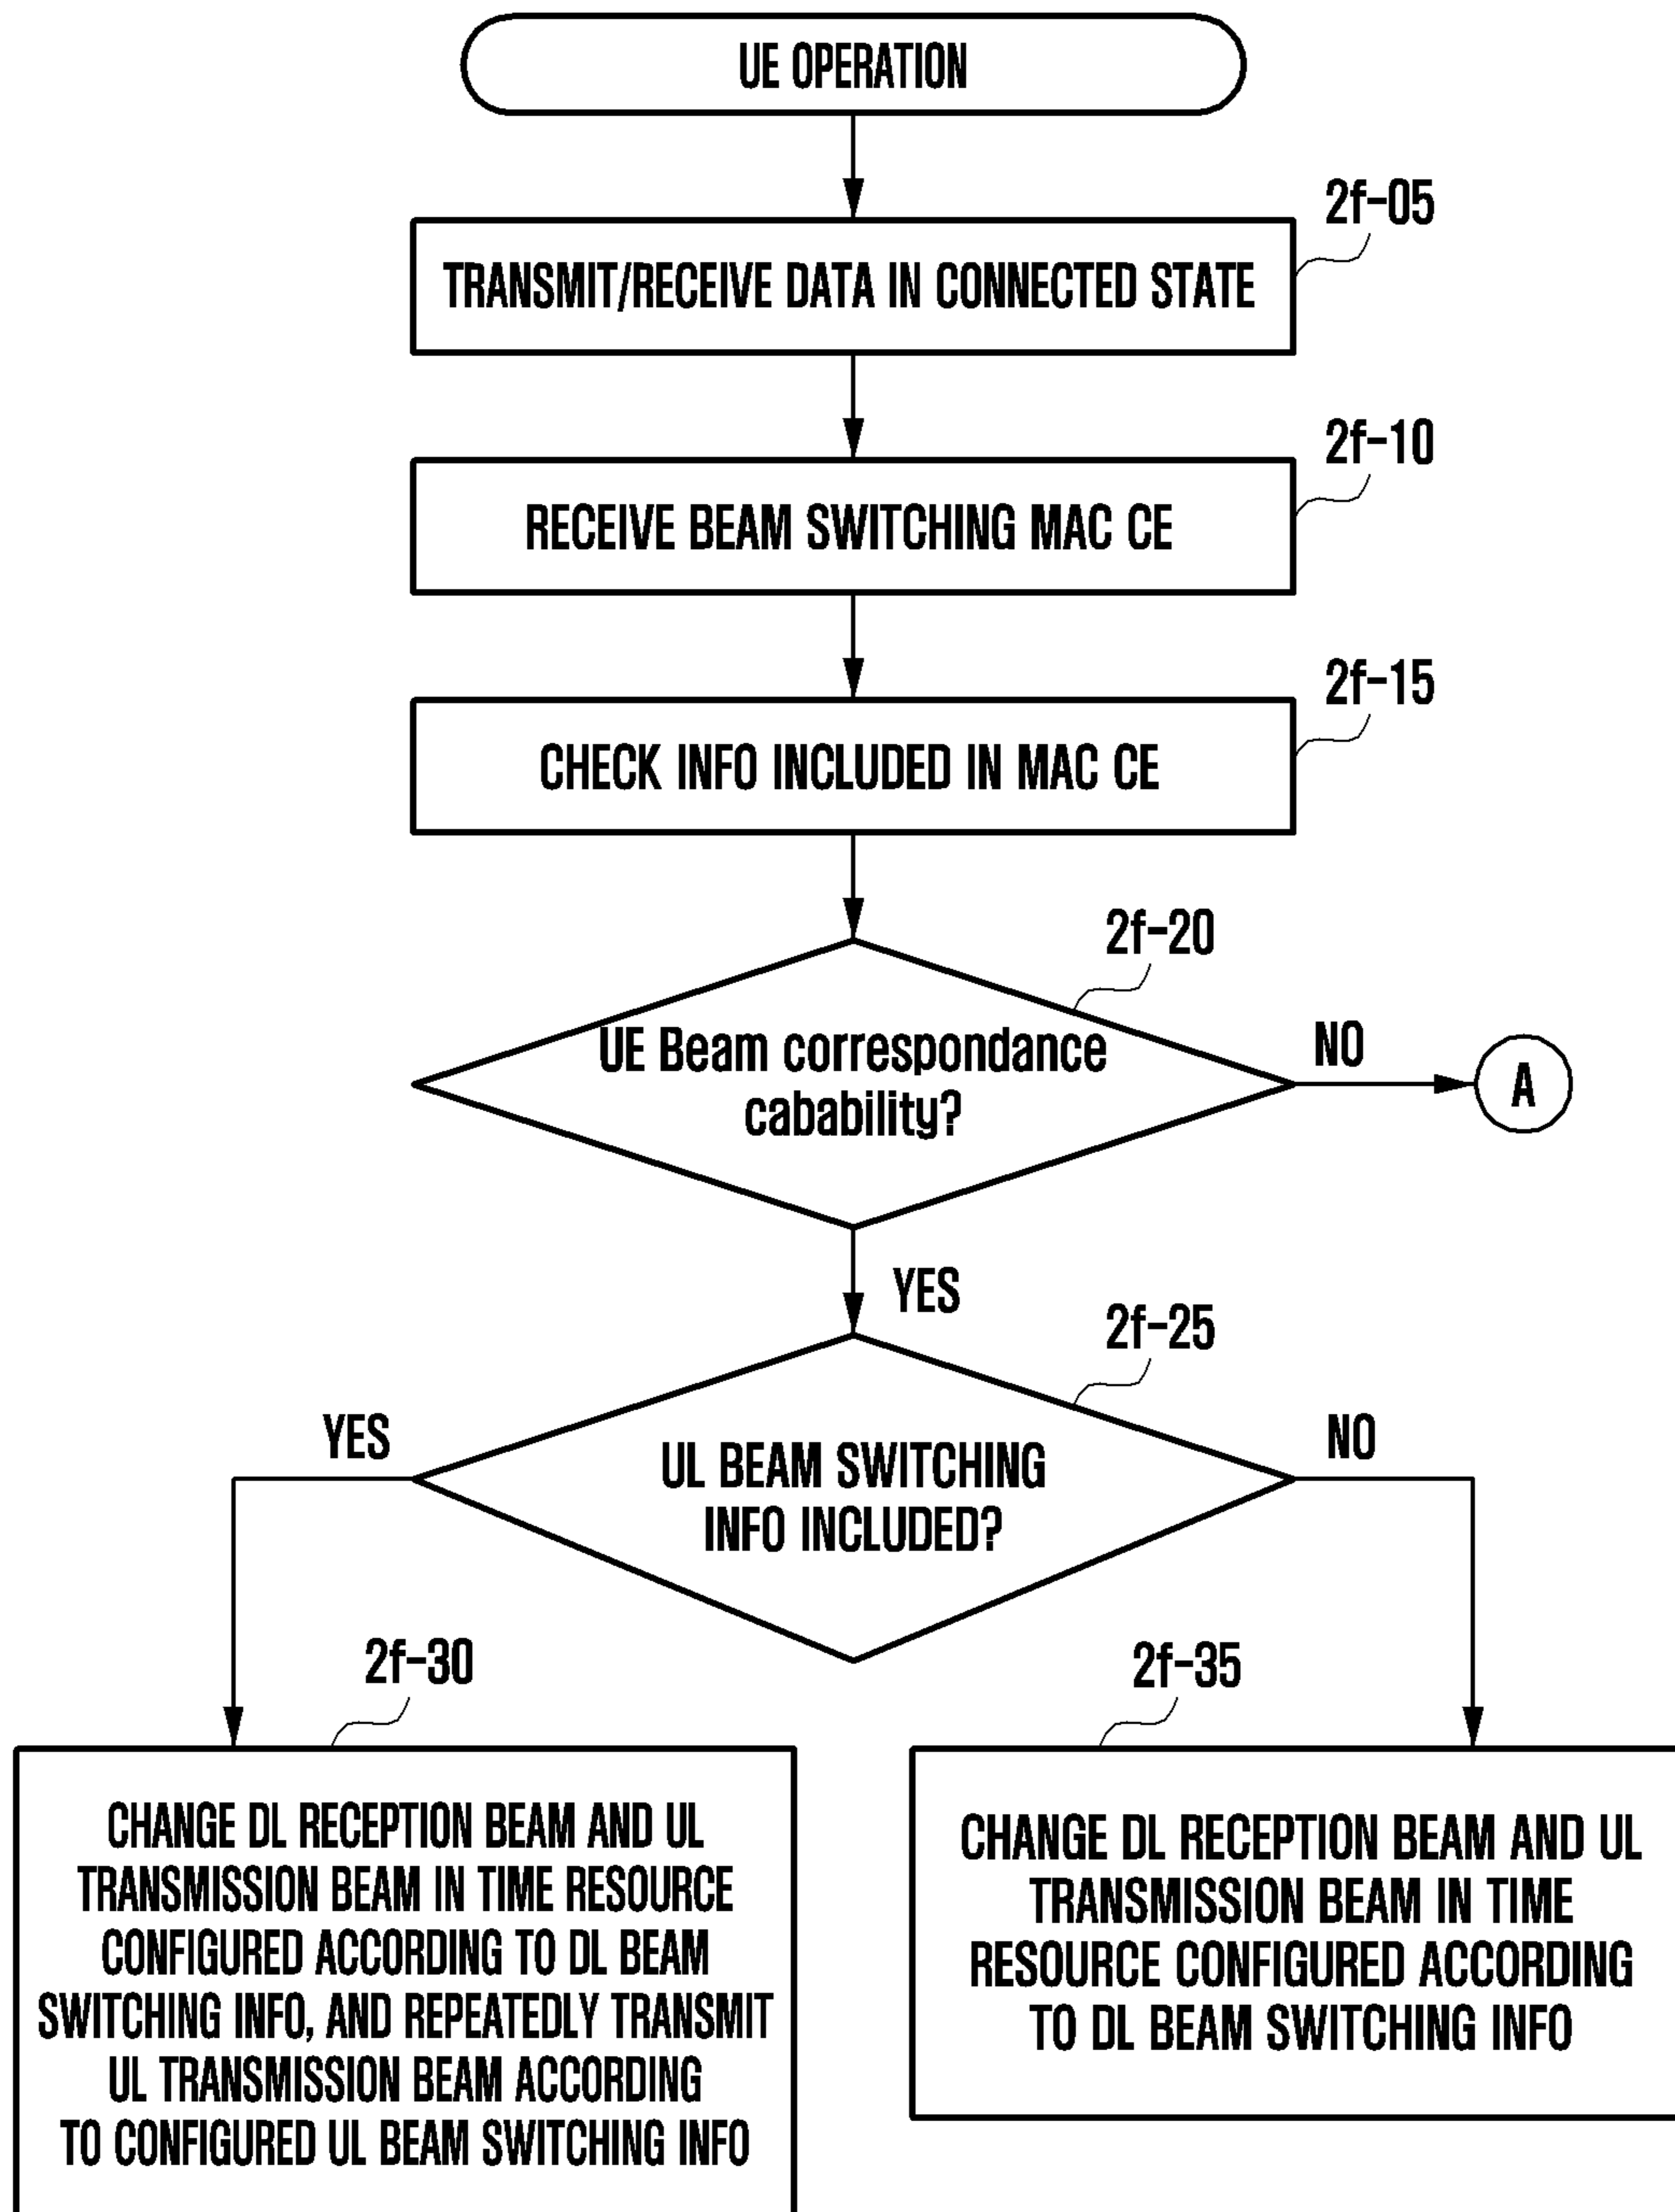 UE OPERATION
2f-05
TRANSMIT/RECEIVE DATA IN CONNECTED STATE
2f-10
RECEIVE BEAM SWITCHING MAC CE
2f-15
CHECK INFO INCLUDED IN MAC CE
2f-20
UE Beam correspondance
cabability?
NO
A
YES
2f-25
UL BEAM SWITCHING
INFO INCLUDED?
YES
NO
2f-30
CHANGE DL RECEPTION BEAM AND UL
TRANSMISSION BEAM IN TIME RESOURCE
CONFIGURED ACCORDING TO DL BEAM
SWITCHING INFO, AND REPEATEDLY TRANSMIT
UL TRANSMISSION BEAM ACCORDING
TO CONFIGURED UL BEAM SWITCHING INFO
2f-35
CHANGE DL RECEPTION BEAM AND UL
TRANSMISSION BEAM IN TIME
RESOURCE CONFIGURED ACCORDING
TO DL BEAM SWITCHING INFO